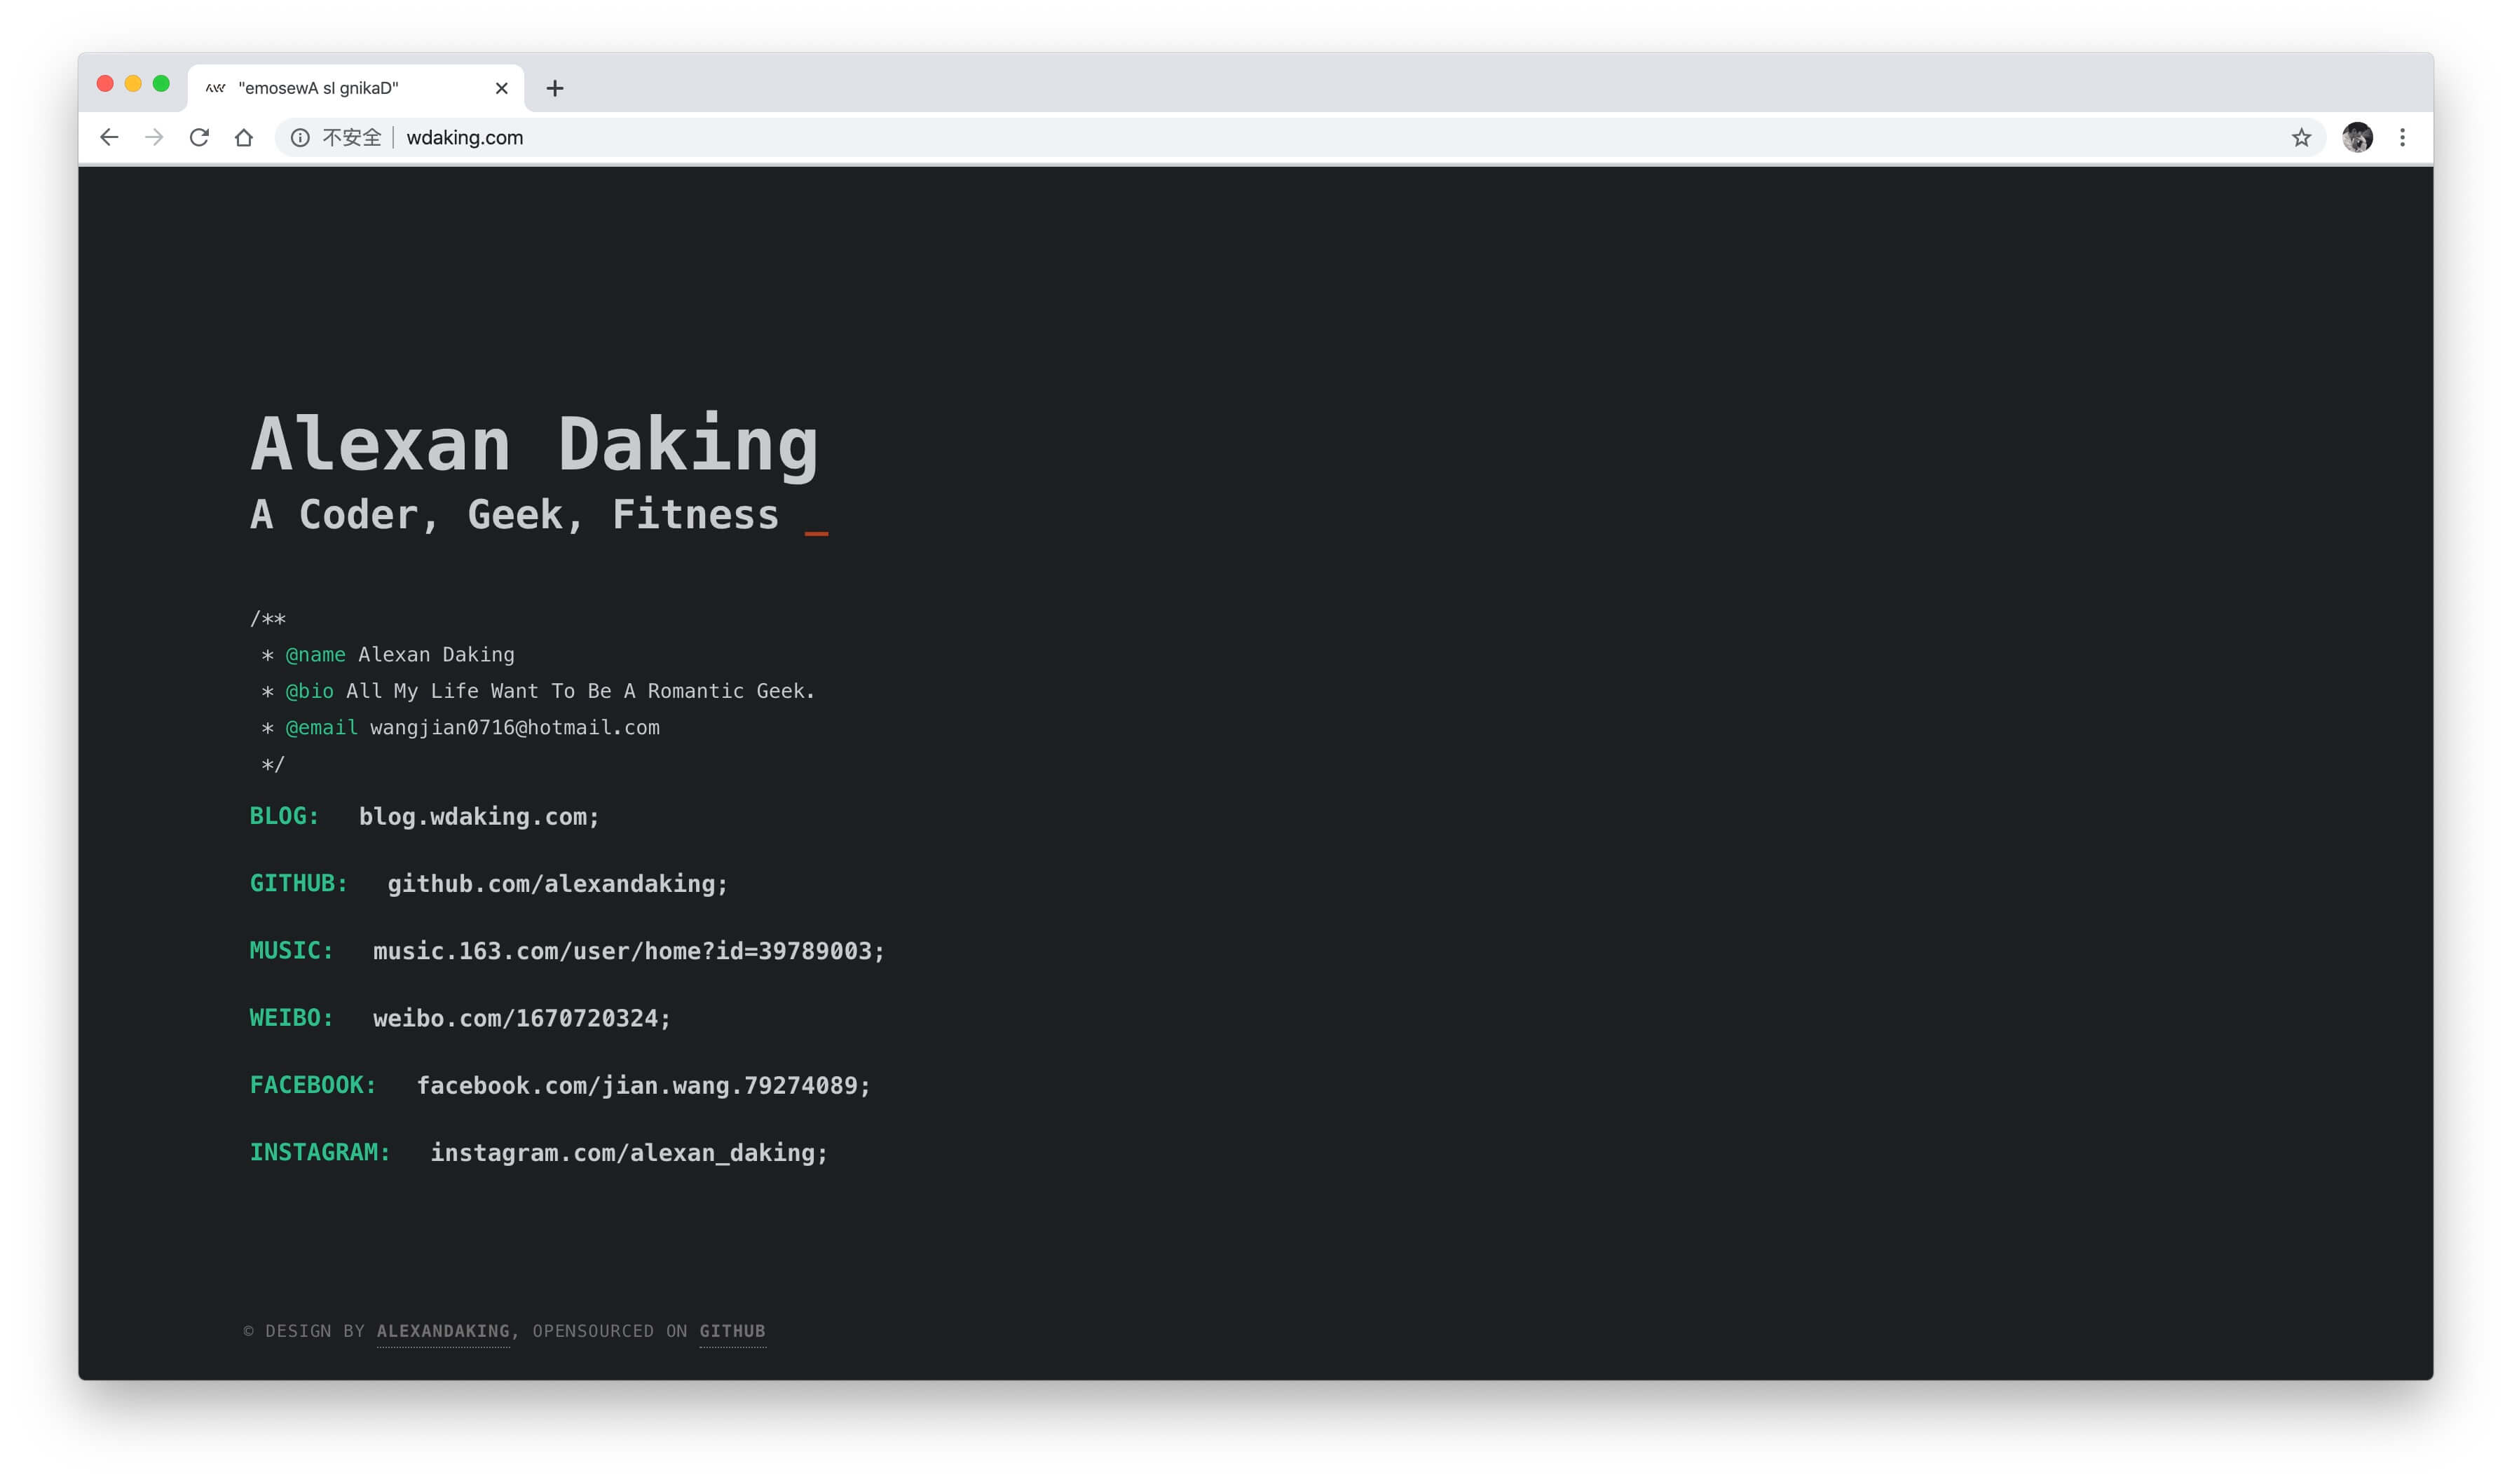 "emosewA sI gnikaD"
不安全 wdaking.com
Alexan Daking
A Coder, Geek, Fitness _
/**
* @name Alexan Daking
* @bio All My Life Want To Be A Romantic Geek.
* @email wangjian0716@hotmail.com
*/
BLOG: blog.wdaking.com;
GITHUB: github.com/alexandaking;
MUSIC: music.163.com/user/home?id=39789003;
WEIBO: weibo.com/1670720324;
FACEBOOK: facebook.com/jian.wang.79274089;
INSTAGRAM: instagram.com/alexan_daking;
© DESIGN BY ALEXANDAKING, OPENSOURCED ON GITHUB